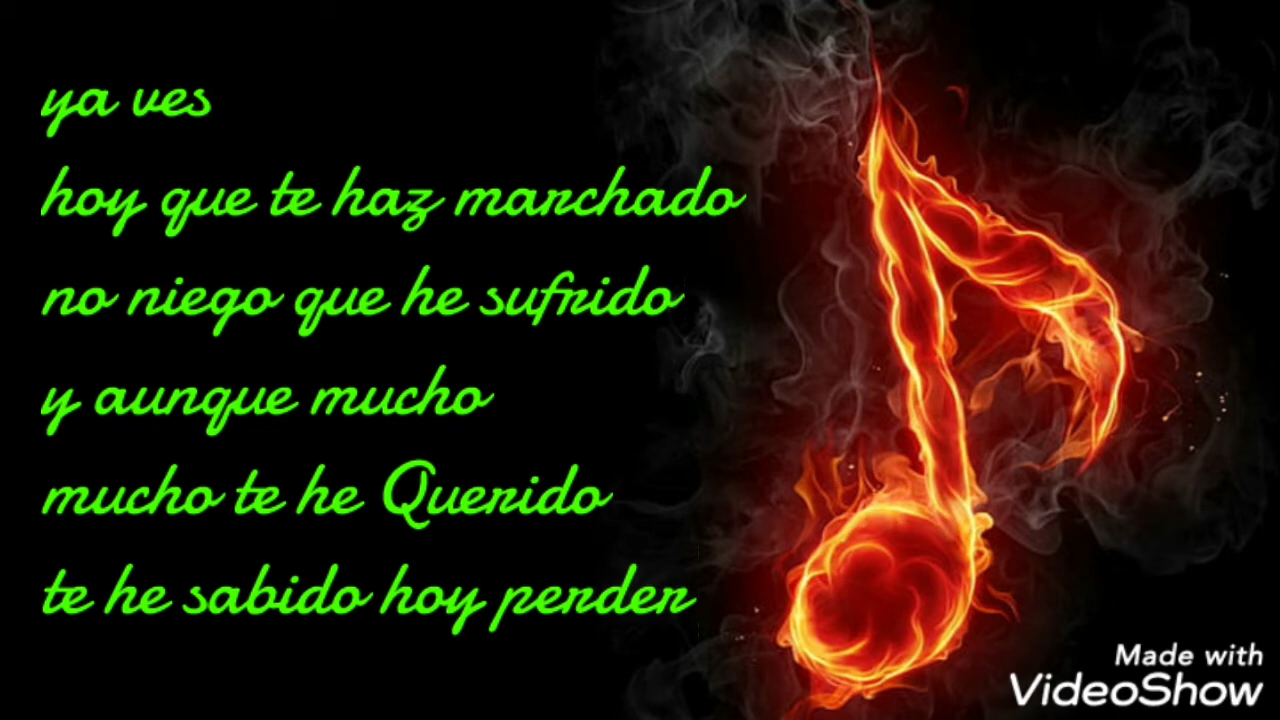 ya ves
hoy que te haz marchado
no niego que he sufrido
y aunque mucho
mucho te he Querido
te he sabido hoy perder
Made with
VideoShow